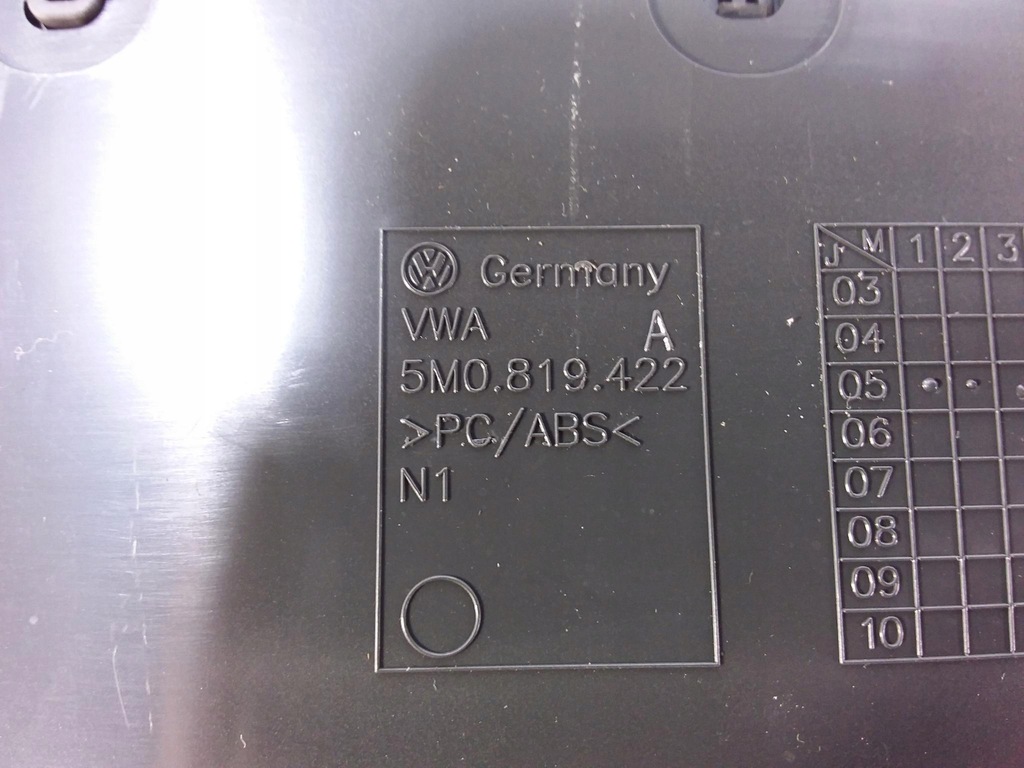 VW Germany
VWA A
5M0.819.422
>PC/ABS<
N1
J M 1 2 3
03
04
05
06
07
08
09
10